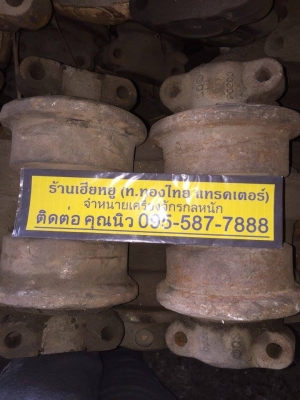 ร้านเฮียหยู (ท.ทองไทย แทรคเตอร์)
จำหน่ายเครื่องจักรกลหนัก
ติดต่อ คุณนิว 095-587-7888